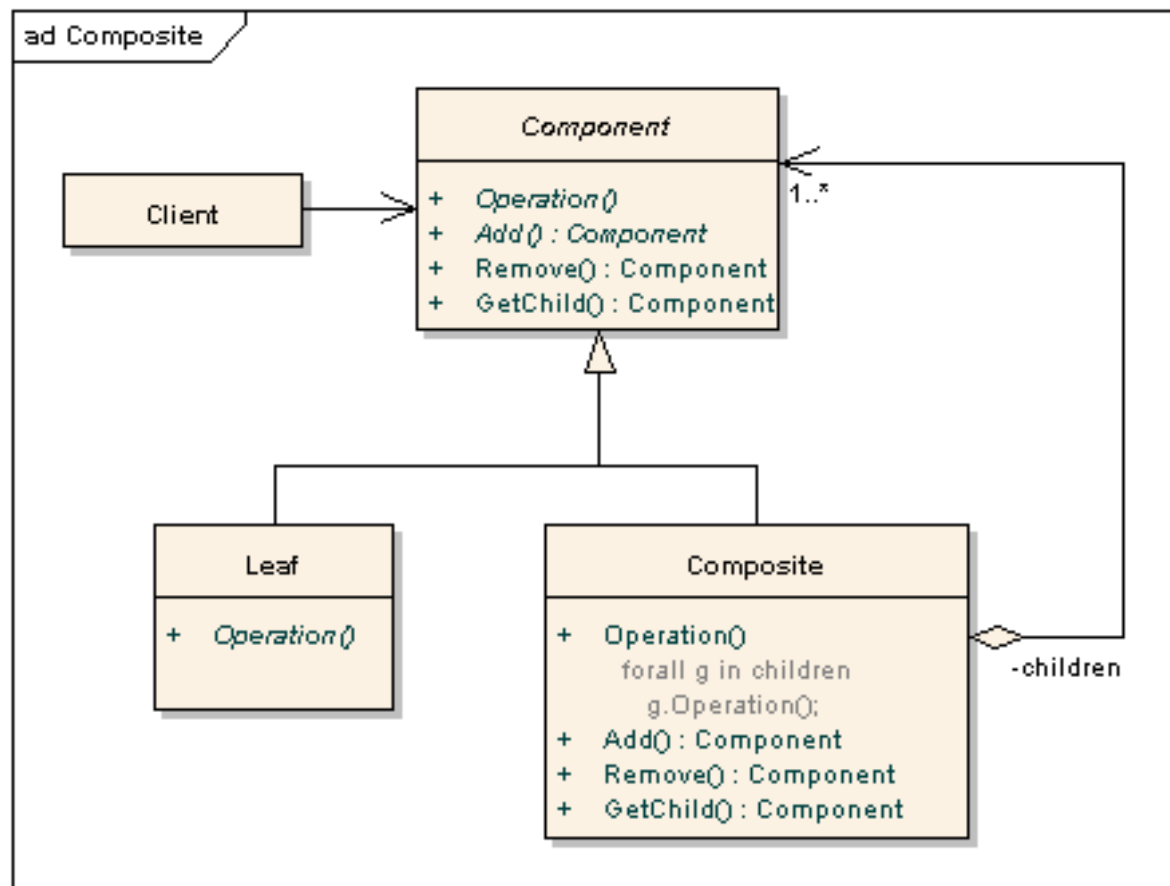 ad Composite
Component
+ Operation()
+ Add() : Component
+ Remove() : Component
+ GetChild() : Component
1..*
Client
Leaf
+ Operation()
Composite
+ Operation()
forall g in children
g.Operation();
+ Add() : Component
+ Remove() : Component
+ GetChild() : Component
-children